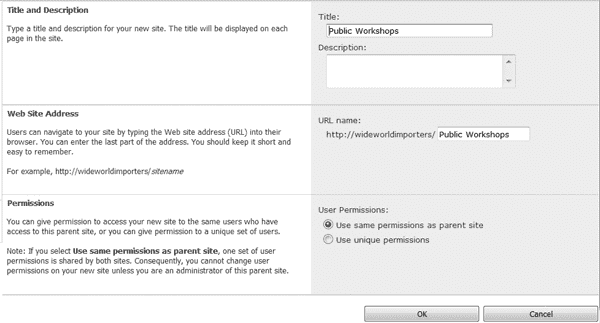 Title and Description
Type a title and description for your new site. The title will be displayed on each
page in the site.
Title:
Public Workshops
Description:
Web Site Address
Users can navigate to your site by typing the Web site address (URL) into their
browser. You can enter the last part of the address. You should keep it short and
easy to remember.
For example, http://wideworldimporters/sitename
URL name:
http://wideworldimporters/ Public Workshops
Permissions
You can give permission to access your new site to the same users who have
access to this parent site, or you can give permission to a unique set of users.
Note: If you select Use same permissions as parent site, one set of user
permissions is shared by both sites. Consequently, you cannot change user
permissions on your new site unless you are an administrator of this parent site.
User Permissions:
Use same permissions as parent site
Use unique permissions
OK
Cancel